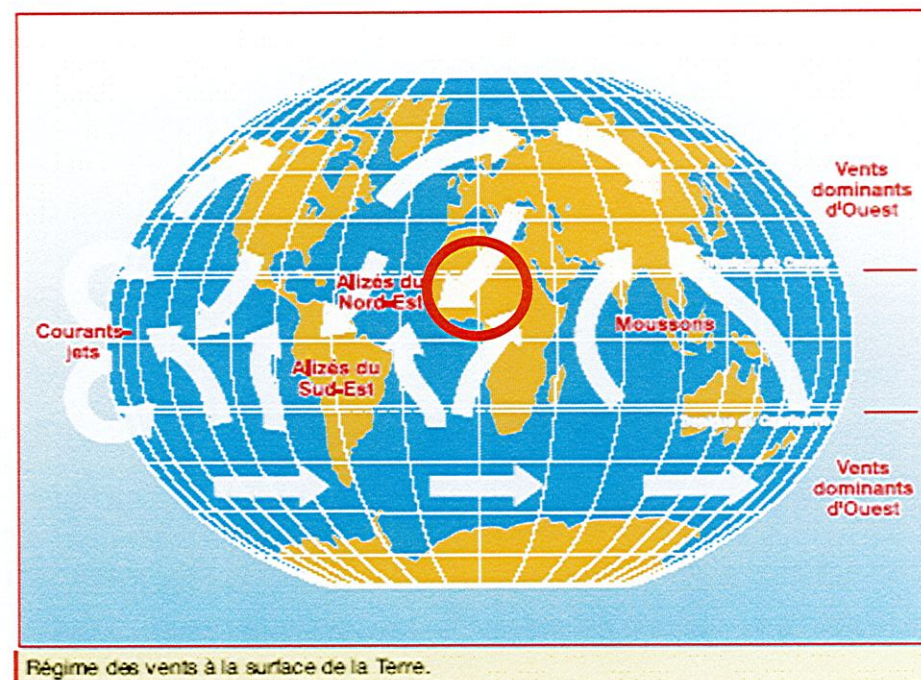 Vents
dominants
d'Ouest
Alizés du
Nord-Est
Courants-
jets
Moussons
Alizés du
Sud-Est
Vents
dominants
d'Ouest
Régime des vents à la surface de la Terre.